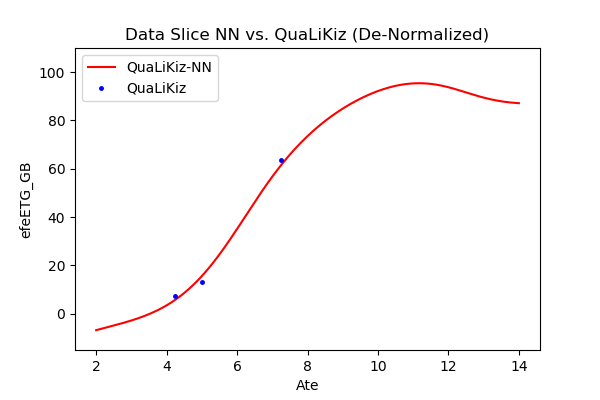 Data Slice NN vs. QuaLiKiz (De-Normalized)
QuaLiKiz-NN
QuaLiKiz
efeETG_GB
100
80
60
40
20
0
2 4 6 8 10 12 14
Ate